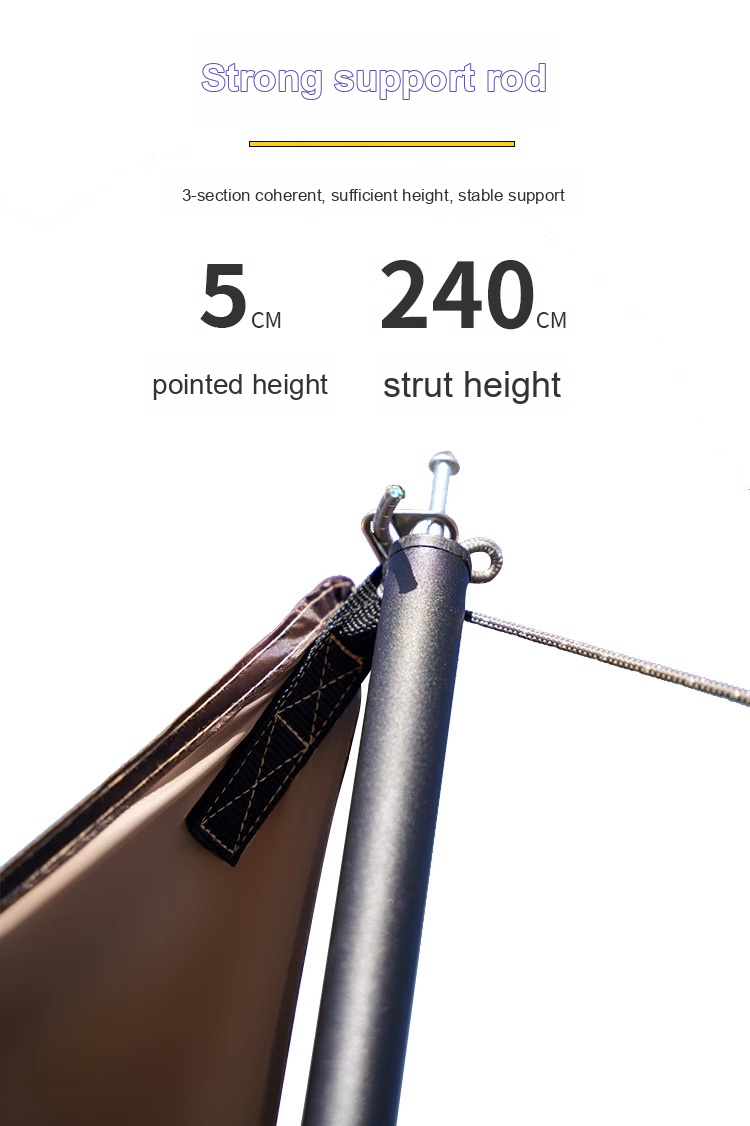 Strong support rod
3-section coherent, sufficient height, stable support
5CM 240CM
pointed height strut height